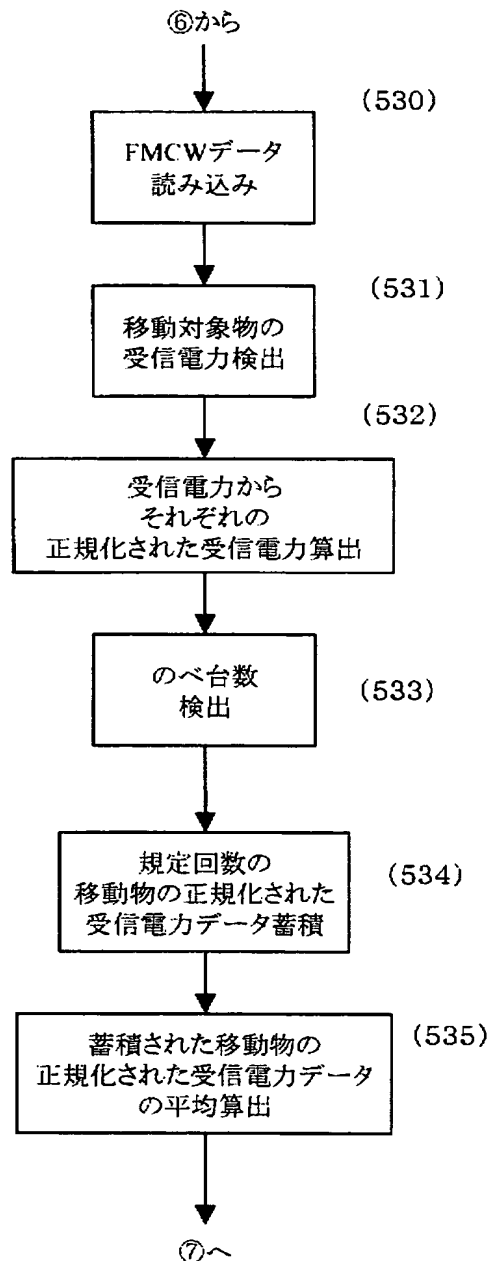 ⑥から
(530)
FMCWデータ
読み込み
(531)
移動対象物の
受信電力検出
(532)
受信電力から
それぞれの
正規化された受信電力算出
のべ台数
検出
(533)
規定回数の
移動物の正規化された
受信電力データ蓄積
(534)
蓄積された移動物の
正規化された受信電力データ
の平均算出
(535)
⑦へ